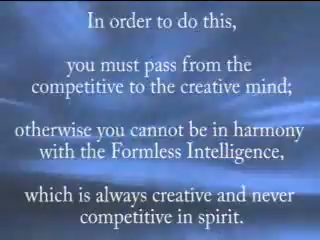 In order to do this,
you must pass from the
competitive to the creative mind;
otherwise you cannot be in harmony
with the Formless Intelligence,
which is always creative and never
competitive in spirit.